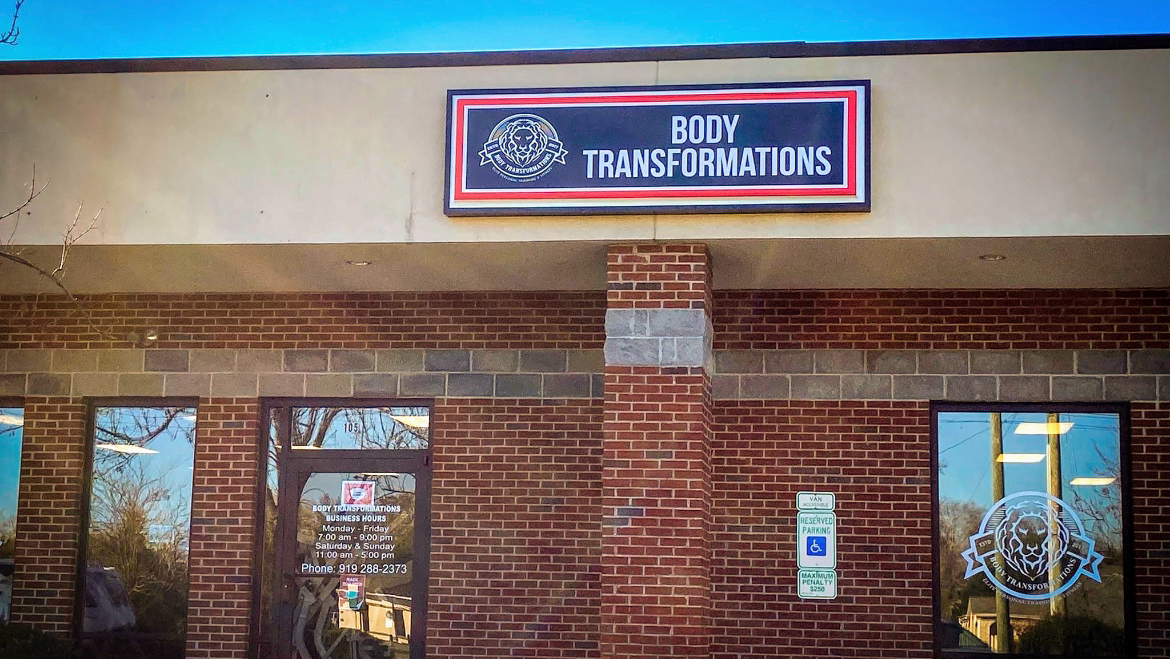 BODY
TRANSFORMATIONS
BODY TRANSFORMATIONS
105
BODY TRANSFORMATIONS
BUSINESS HOURS
Monday - Friday
7:00 am - 9:00 pm
Saturday & Sunday
11:00 am - 5:00 pm
Phone: 919 288-2373
VAN
ACCESSIBLE
RESERVED
PARKING
MAXIMUM
PENALTY
$250
ESTD
BODY TRANSFORMATIONS